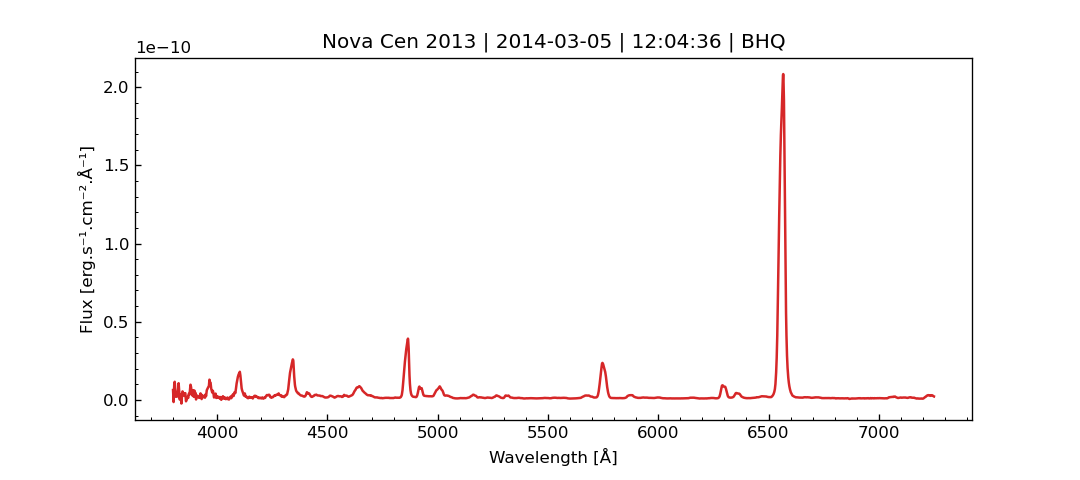 Nova Cen 2013 | 2014-03-05 | 12:04:36 | BHQ
1e−10
2.0
1.5
1.0
0.5
0.0
Flux [erg.s⁻¹.cm⁻².Å⁻¹]
4000 4500 5000 5500 6000 6500 7000
Wavelength [Å]